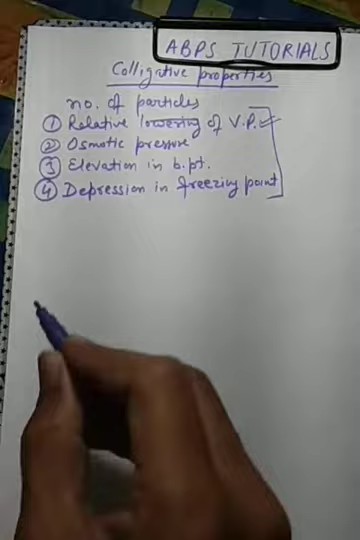 ABPS TUTORIALS
Colligative properties
no. of particles
① Relative lowering of V.P.
② Osmotic pressure
③ Elevation in b.pt.
④ Depression in freezing point